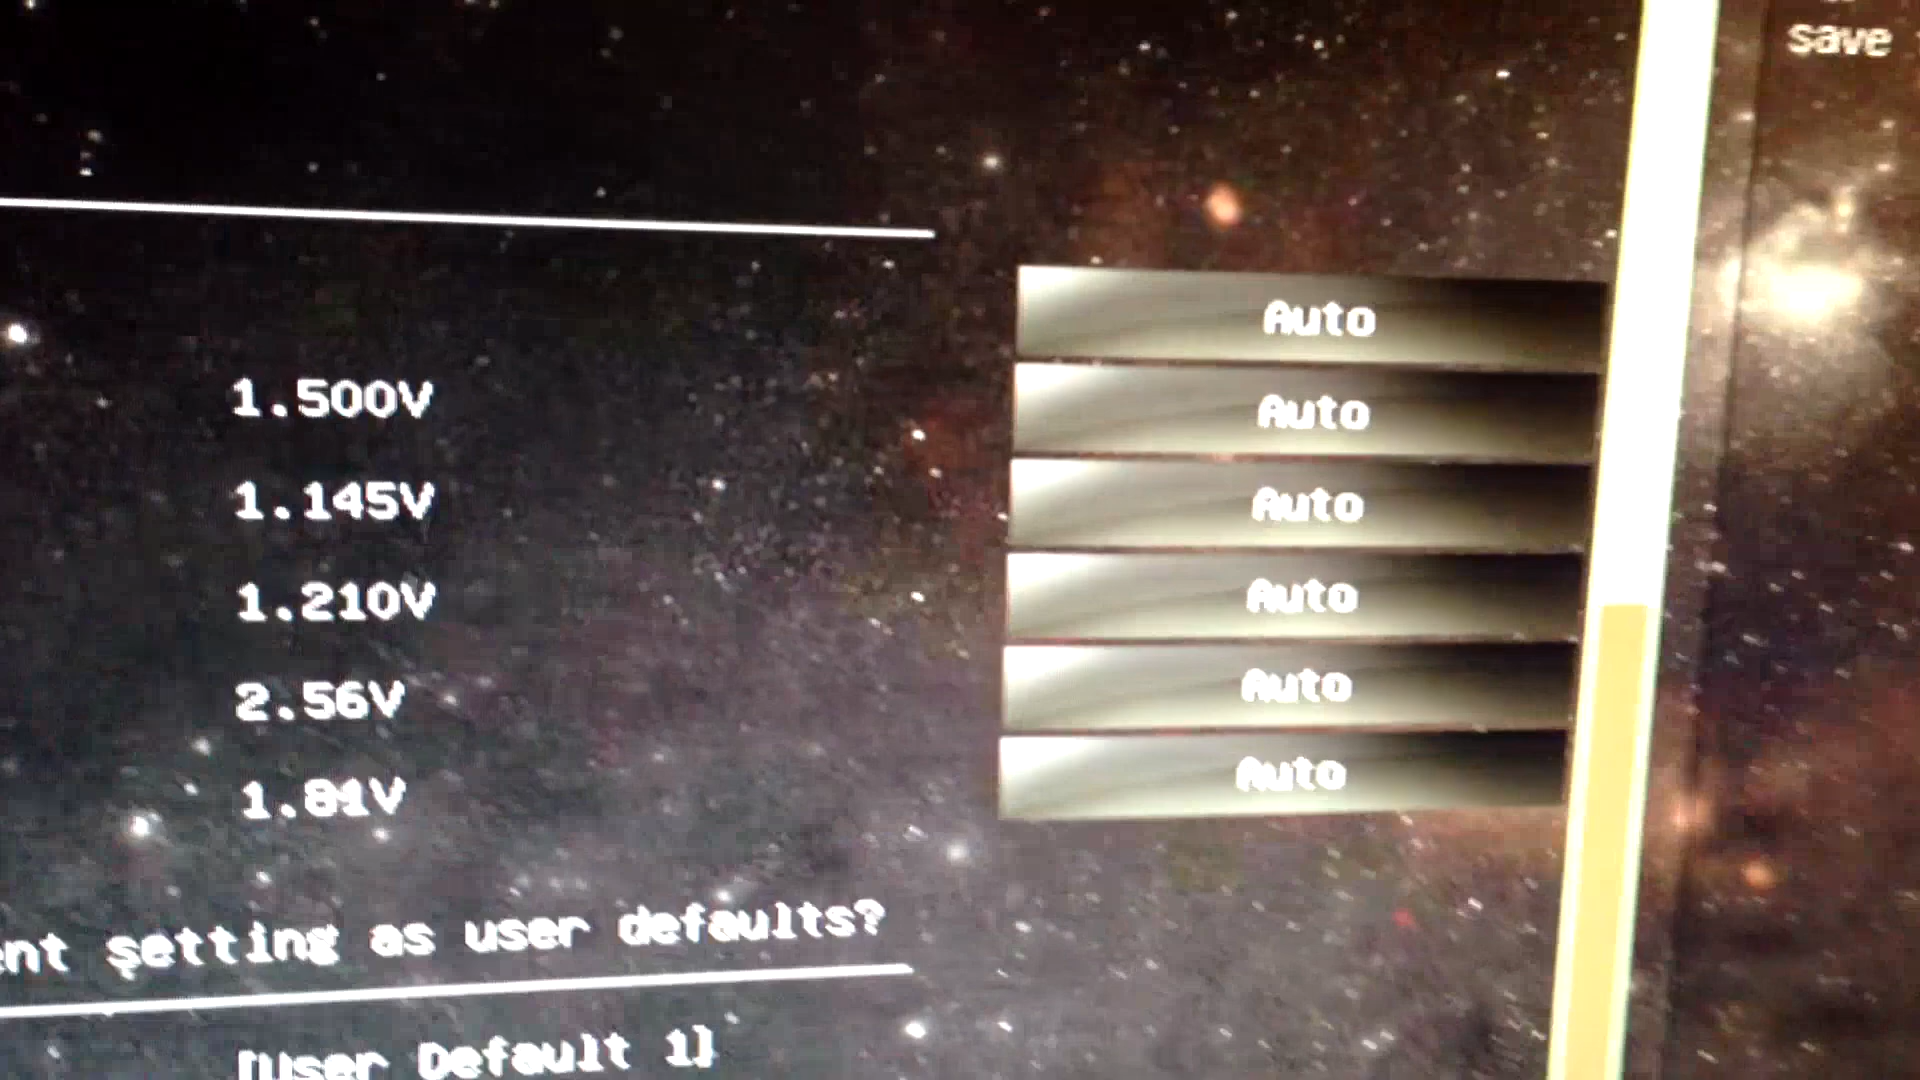 save
Auto
1.500V Auto
1.145V Auto
1.210V Auto
2.56V Auto
1.81V Auto
ent setting as user defaults?
[User Default 1]